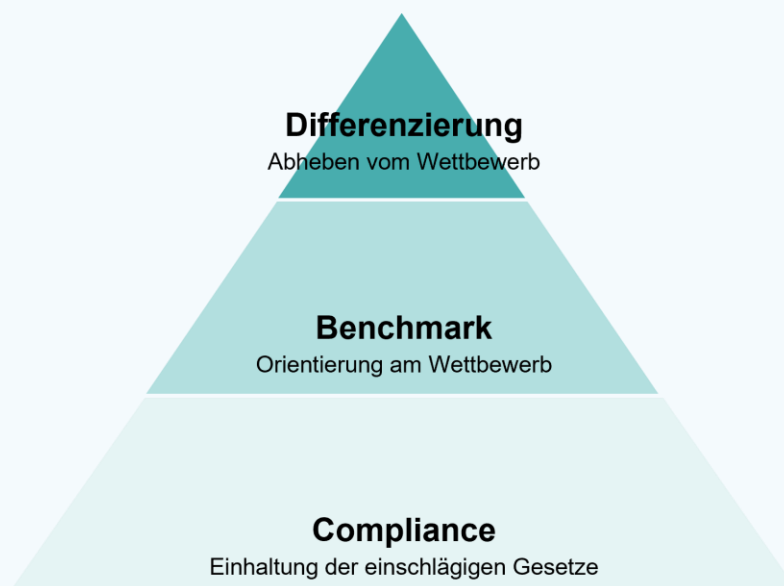 Differenzierung
Abheben vom Wettbewerb
Benchmark
Orientierung am Wettbewerb
Compliance
Einhaltung der einschlägigen Gesetze